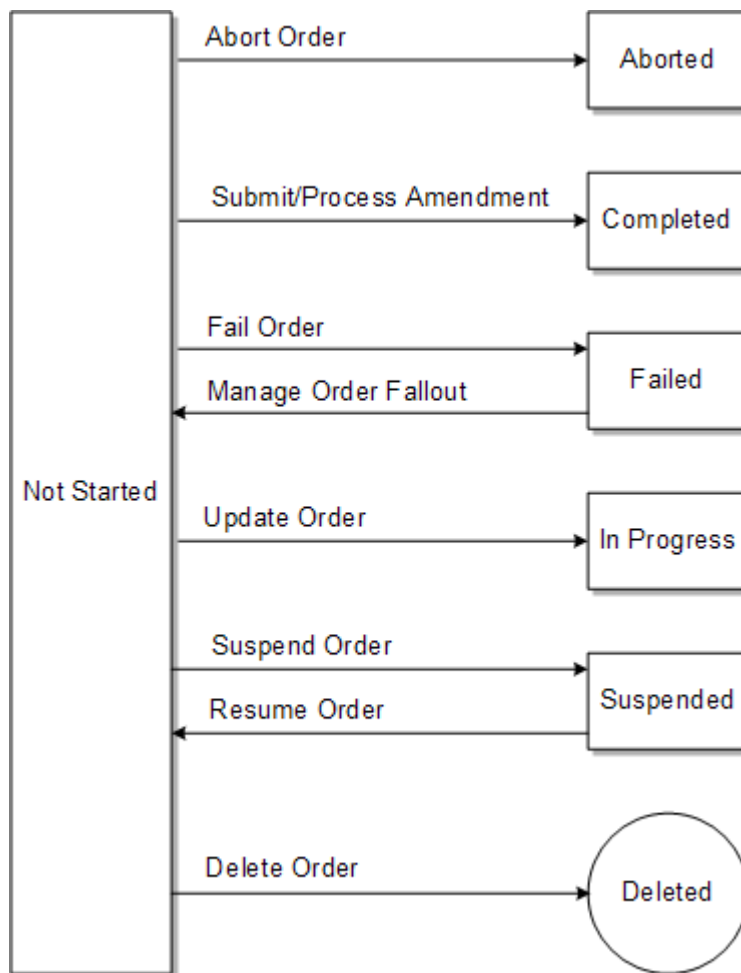 Abort Order
Aborted
Submit/Process Amendment
Completed
Fail Order
Failed
Manage Order Fallout
Not Started
Update Order
In Progress
Suspend Order
Suspended
Resume Order
Delete Order
Deleted